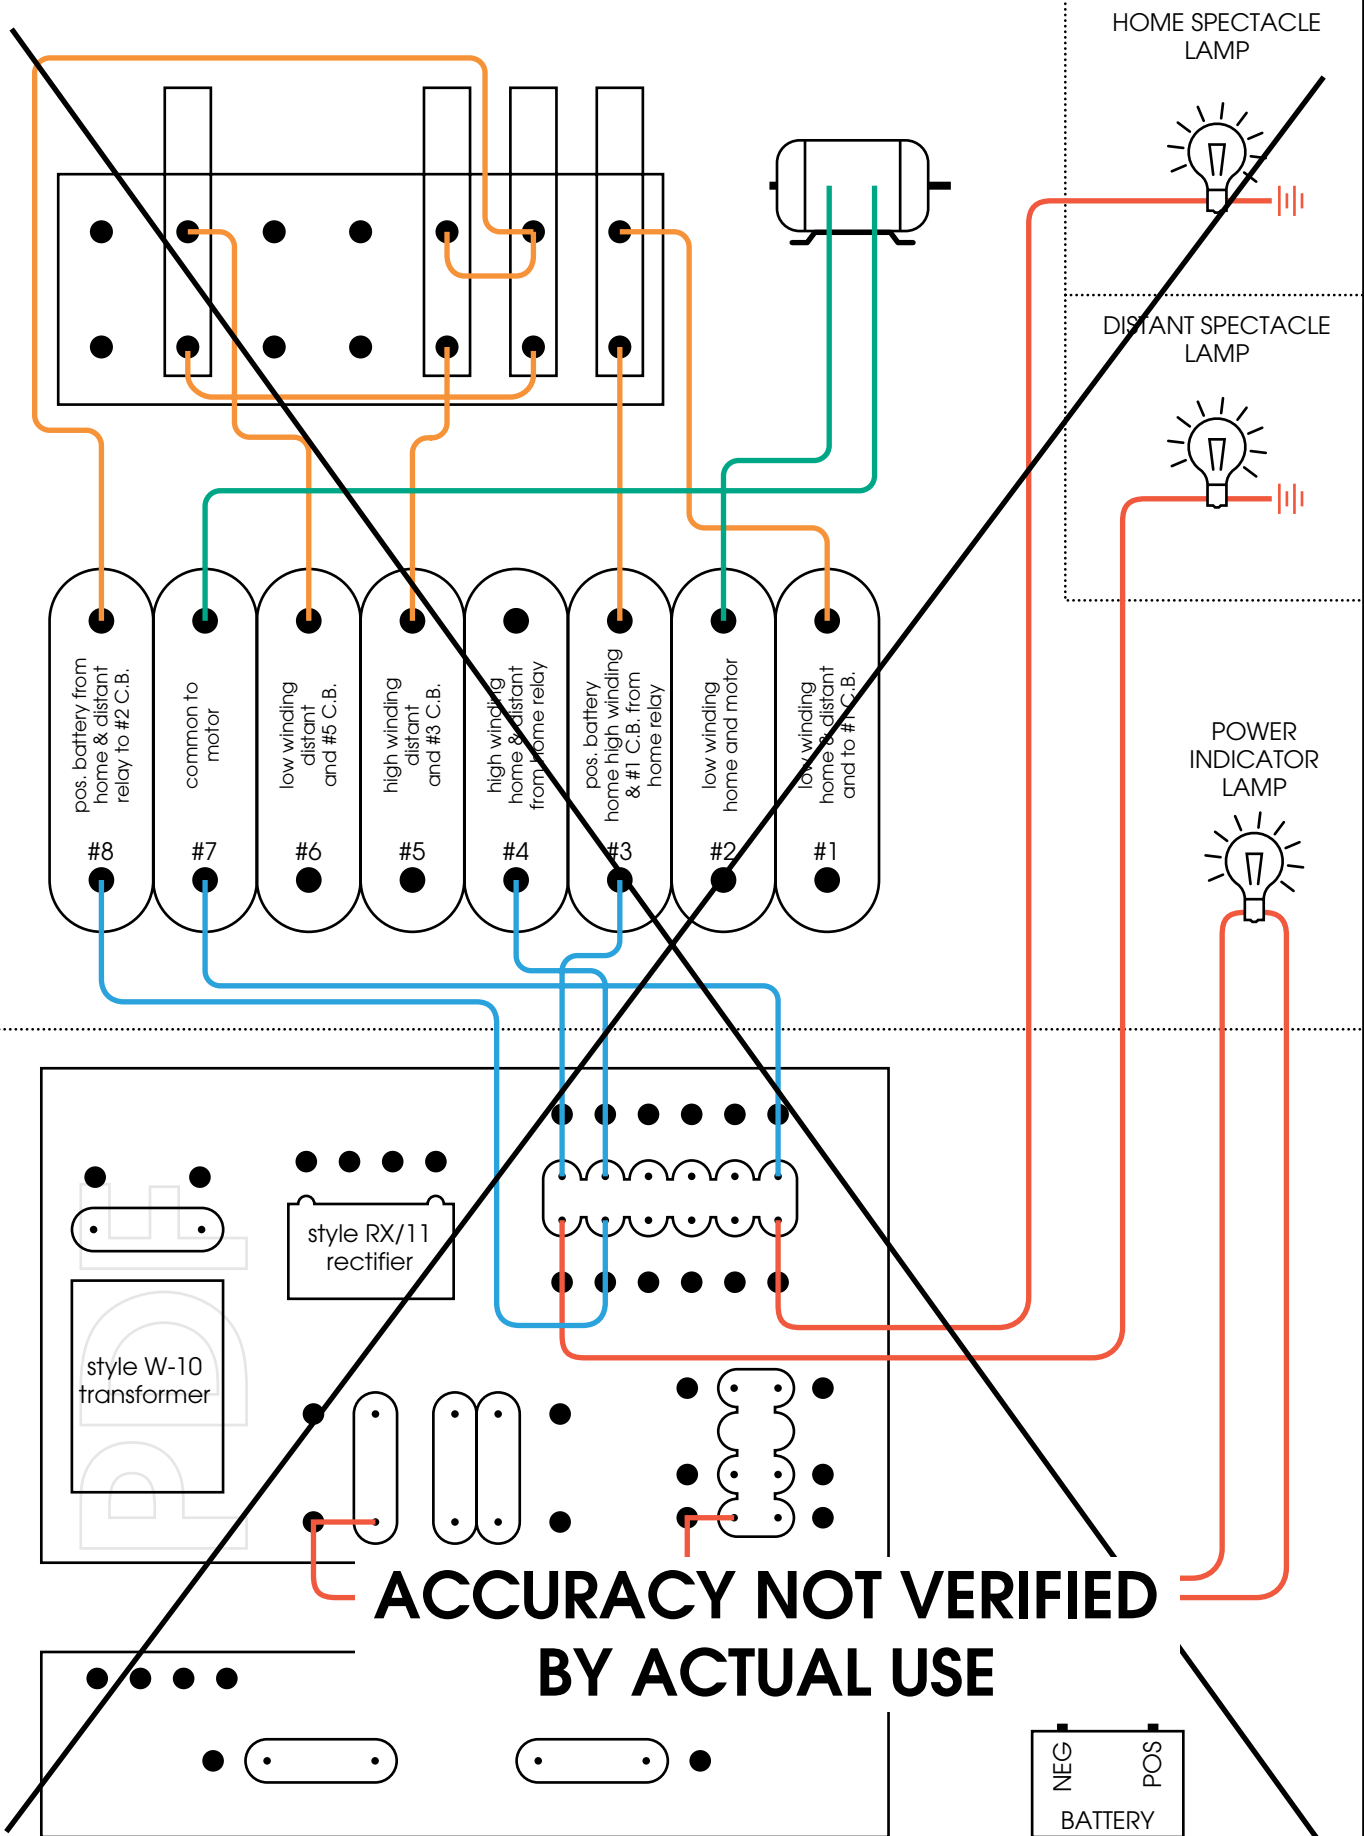 HOME SPECTACLE
LAMP
DISTANT SPECTACLE
LAMP
POWER
INDICATOR
LAMP
pos. battery from
home & distant
relay to #2 C.B.
#8
common to
motor
#7
low winding
distant
and #5 C.B.
#6
high winding
distant
and #3 C.B.
#5
high winding
home & distant
from home relay
#4
pos. battery
home high winding
& #1 C.B. from
home relay
#3
low winding
home and motor
#2
low winding
home & distant
and to #1 C.B.
#1
style RX/11
rectifier
style W-10
transformer
PDF
ACCURACY NOT VERIFIED
BY ACTUAL USE
NEG
POS
BATTERY